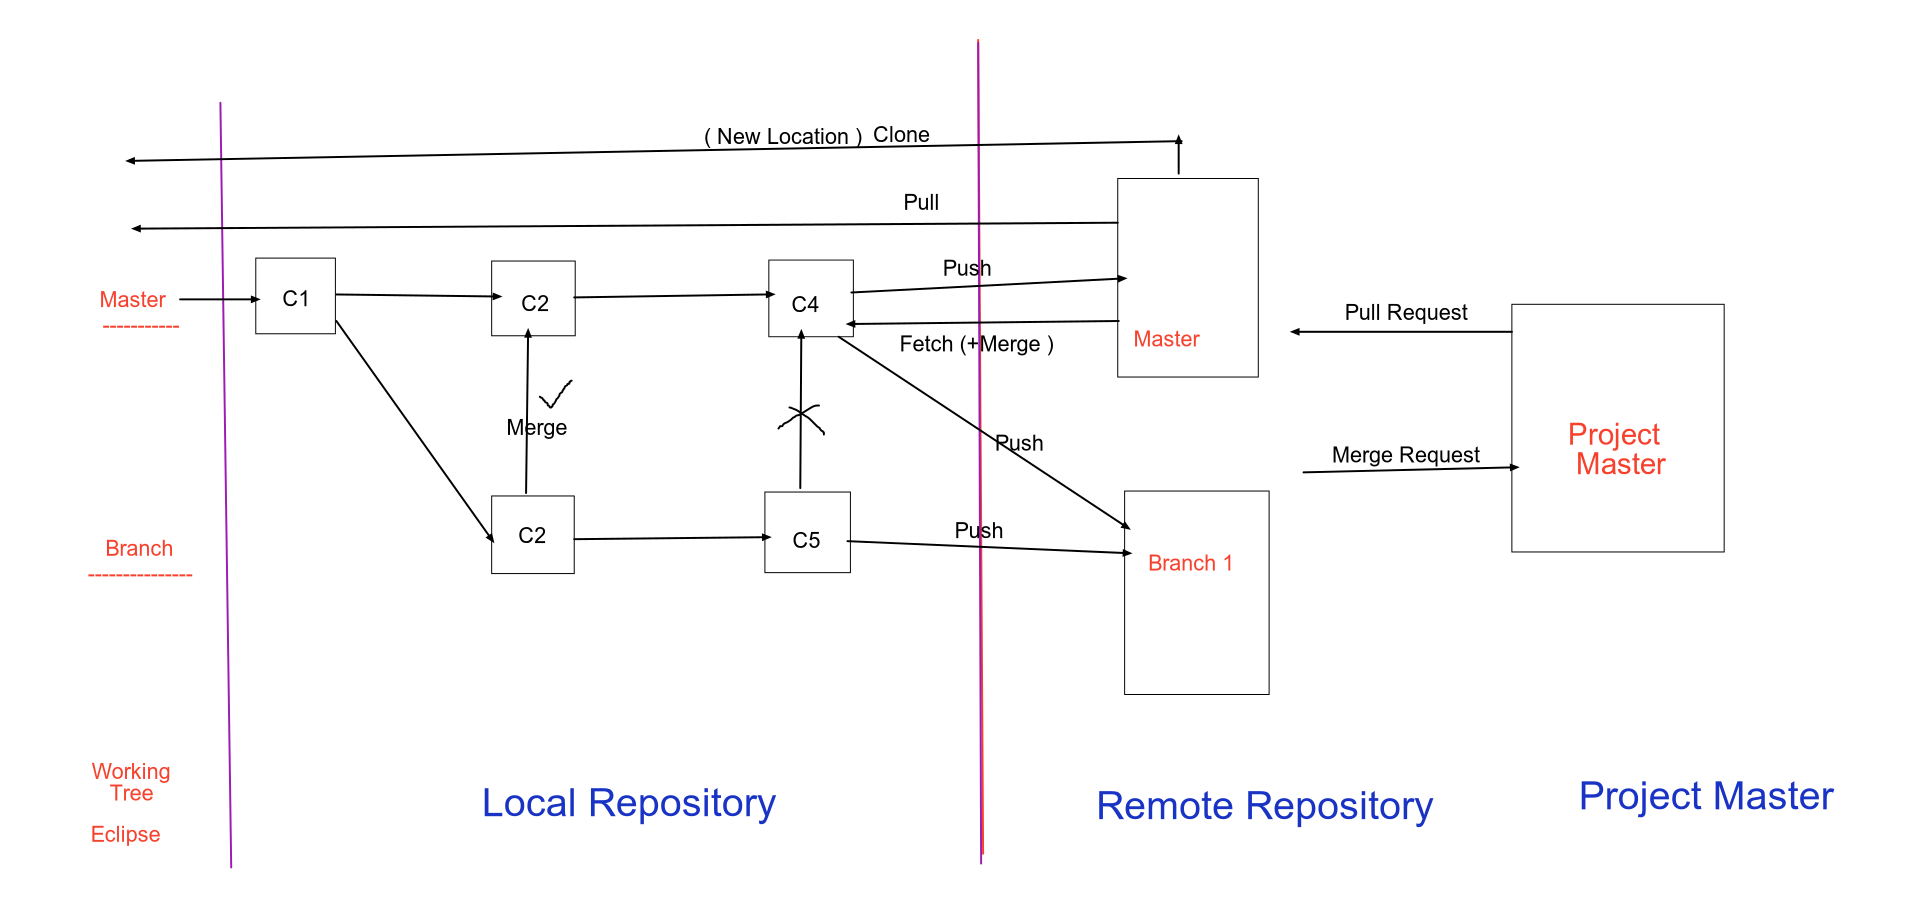 ( New Location ) Clone
Pull
Push
Master
-----------
C1
C2
C4
Fetch (+Merge )
Master
Pull Request
Merge
Push
Project
Master
Merge Request
Branch
---------------
C2
C5
Push
Branch 1
Working
Tree
Eclipse
Local Repository
Remote Repository
Project Master